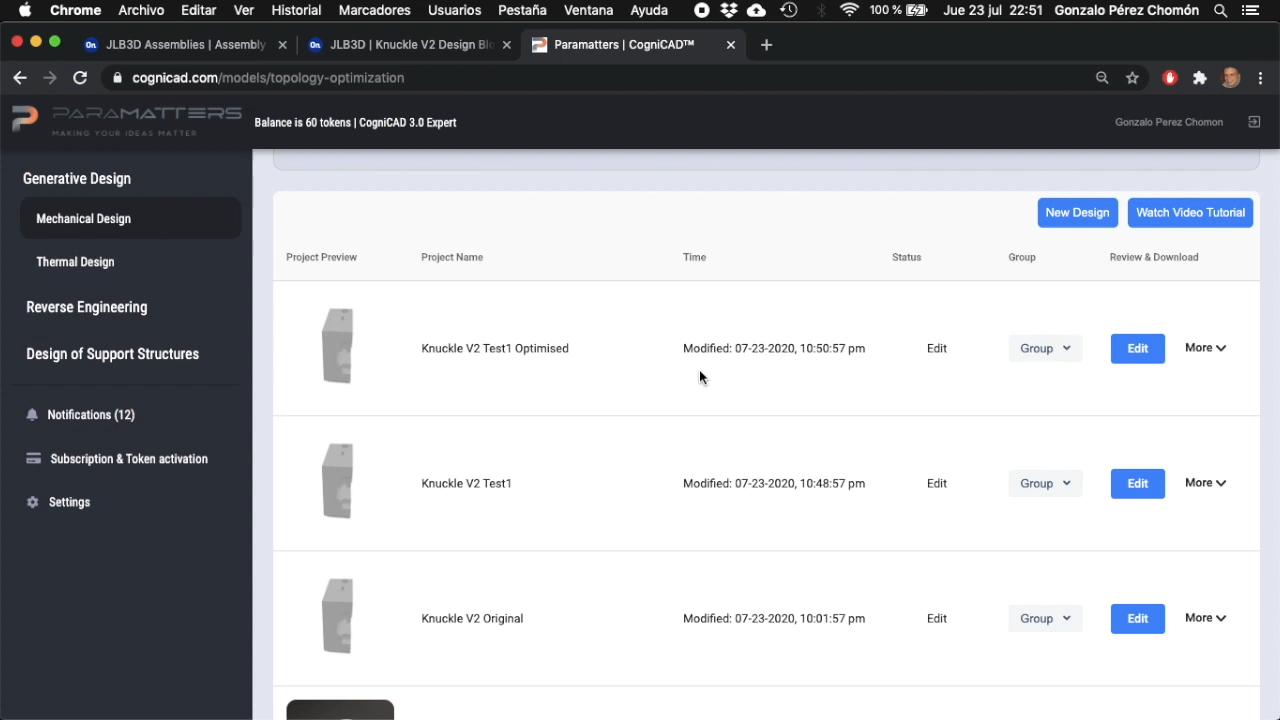 Chrome Archivo Editar Ver Historial Marcadores Usuarios Pestaña Ventana Ayuda 100 % Jue 23 jul 22:51 Gonzalo Pérez Chomón
On JLB3D Assemblies | Assembly On JLB3D | Knuckle V2 Design Blo Paramatters | CogniCAD™
cognicad.com/models/topology-optimization
PARAMATTERS
MAKING YOUR IDEAS MATTER
Balance is 60 tokens | CogniCAD 3.0 Expert
Gonzalo Perez Chomon
Generative Design
Mechanical Design
Thermal Design
Reverse Engineering
Design of Support Structures
Notifications (12)
Subscription & Token activation
Settings
New Design Watch Video Tutorial
Project Preview Project Name Time Status Group Review & Download
Knuckle V2 Test1 Optimised Modified: 07-23-2020, 10:50:57 pm Edit Group Edit More
Knuckle V2 Test1 Modified: 07-23-2020, 10:48:57 pm Edit Group Edit More
Knuckle V2 Original Modified: 07-23-2020, 10:01:57 pm Edit Group Edit More